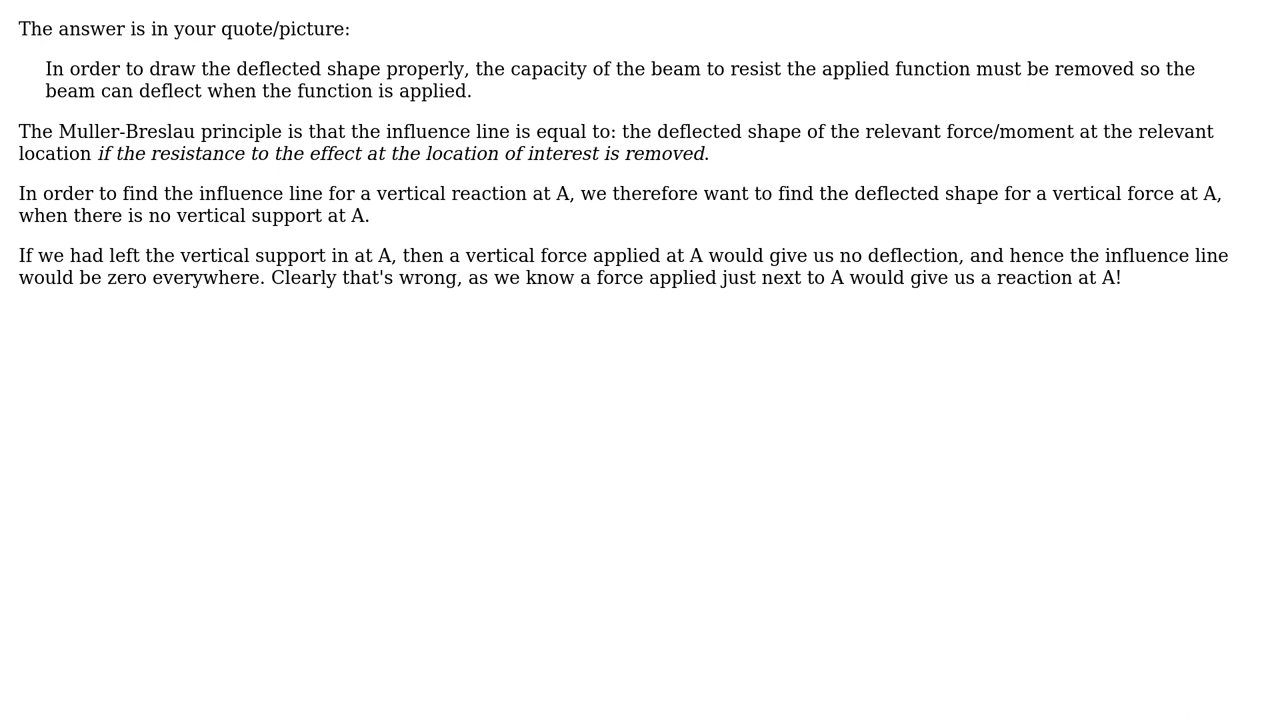 The answer is in your quote/picture:
In order to draw the deflected shape properly, the capacity of the beam to resist the applied function must be removed so the
beam can deflect when the function is applied.
The Muller-Breslau principle is that the influence line is equal to: the deflected shape of the relevant force/moment at the relevant
location if the resistance to the effect at the location of interest is removed.
In order to find the influence line for a vertical reaction at A, we therefore want to find the deflected shape for a vertical force at A,
when there is no vertical support at A.
If we had left the vertical support in at A, then a vertical force applied at A would give us no deflection, and hence the influence line
would be zero everywhere. Clearly that's wrong, as we know a force applied just next to A would give us a reaction at A!